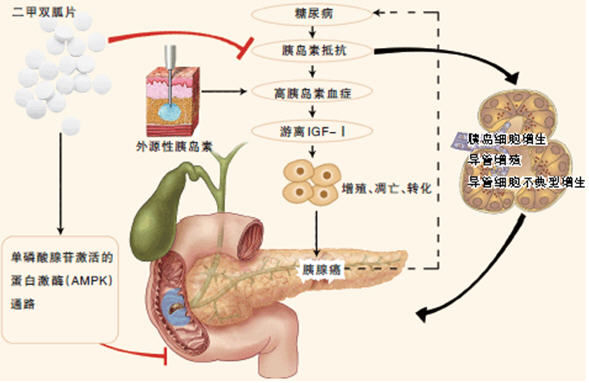 二甲双胍片
糖尿病
胰岛素抵抗
高胰岛素血症
外源性胰岛素
游离IGF-Ⅰ
增殖、凋亡、转化
胰腺癌
胰岛细胞增生
导管增殖
导管细胞不典型增生
单磷酸腺苷激活的
蛋白激酶(AMPK)
通路